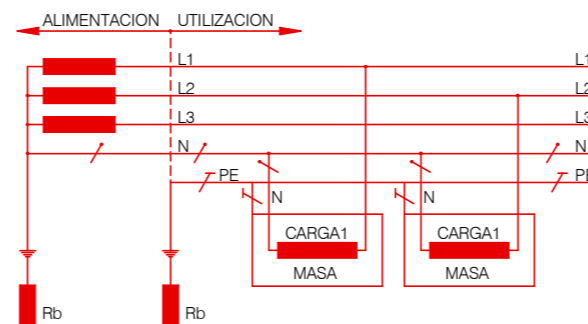 ALIMENTACION UTILIZACION
L1 L1
L2 L2
L3 L3
N N
PE PE
N N
CARGA1 CARGA1
MASA MASA
Rb Rb